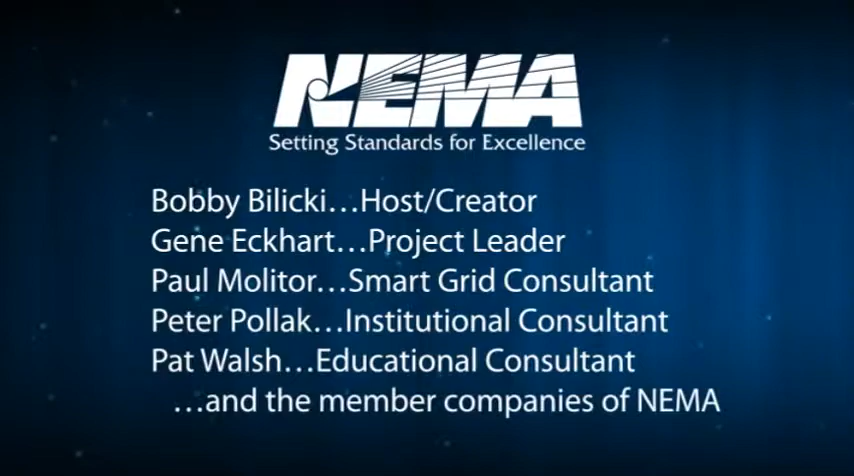 NEMA
Setting Standards for Excellence
Bobby Bilicki...Host/Creator
Gene Eckhart...Project Leader
Paul Molitor...Smart Grid Consultant
Peter Pollak...Institutional Consultant
Pat Walsh...Educational Consultant
...and the member companies of NEMA